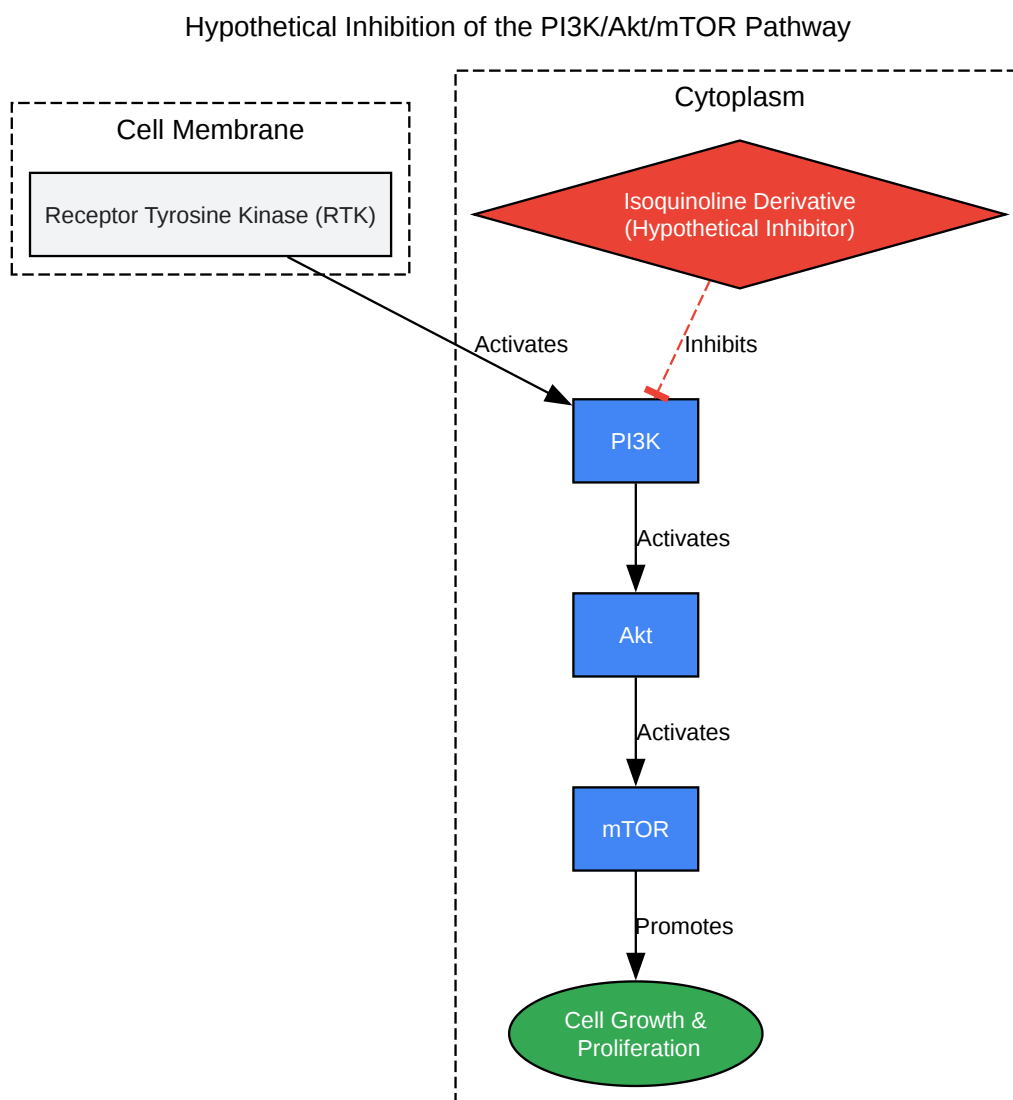 Hypothetical Inhibition of the PI3K/Akt/mTOR Pathway
Cytoplasm
Cell Membrane
Receptor Tyrosine Kinase (RTK)
Isoquinoline Derivative
(Hypothetical Inhibitor)
Activates
Inhibits
PI3K
Activates
Akt
Activates
mTOR
Promotes
Cell Growth &
Proliferation